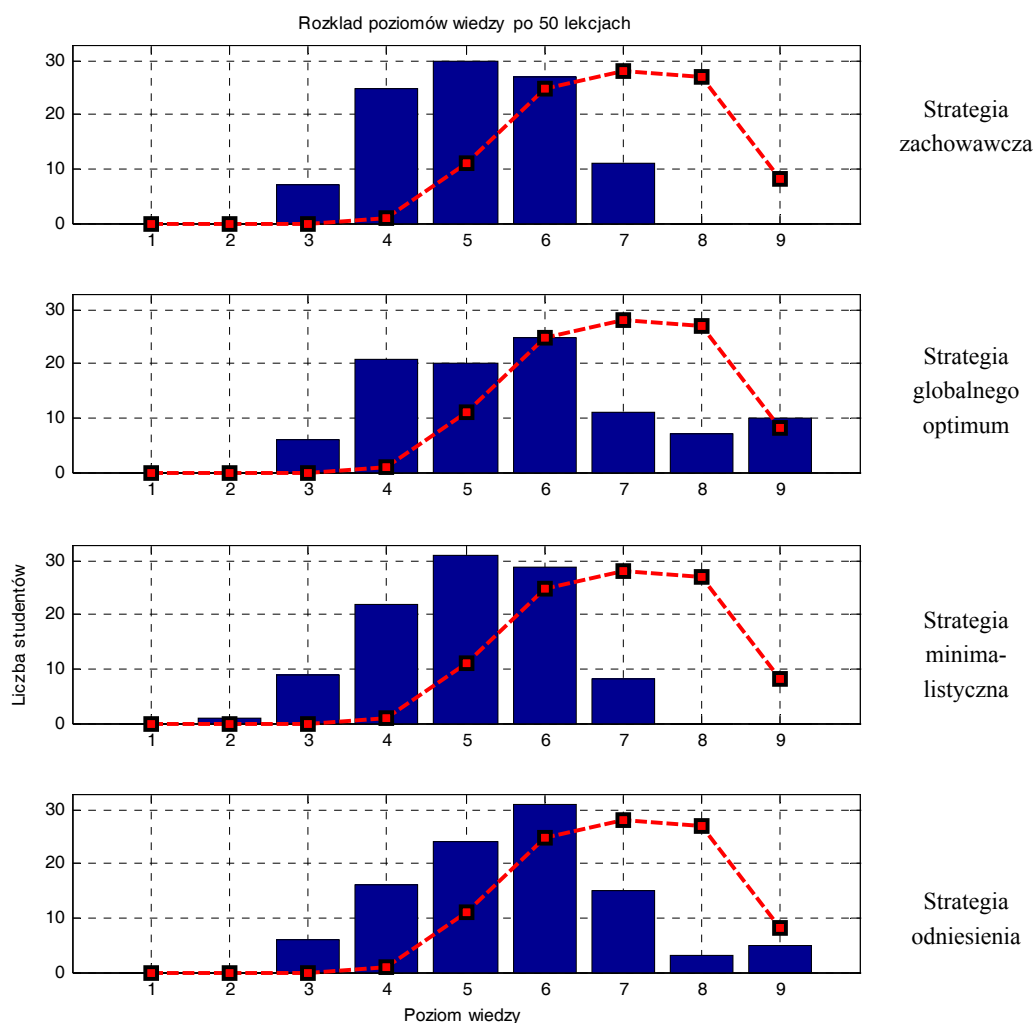 Rozklad poziomów wiedzy po 50 lekcjach
30
20
10
0
1 2 3 4 5 6 7 8 9
Strategia
zachowawcza
30
20
10
0
1 2 3 4 5 6 7 8 9
Strategia
globalnego
optimum
Liczba studentów
30
20
10
0
1 2 3 4 5 6 7 8 9
Strategia
minima-
listyczna
30
20
10
0
1 2 3 4 5 6 7 8 9
Strategia
odniesienia
Poziom wiedzy